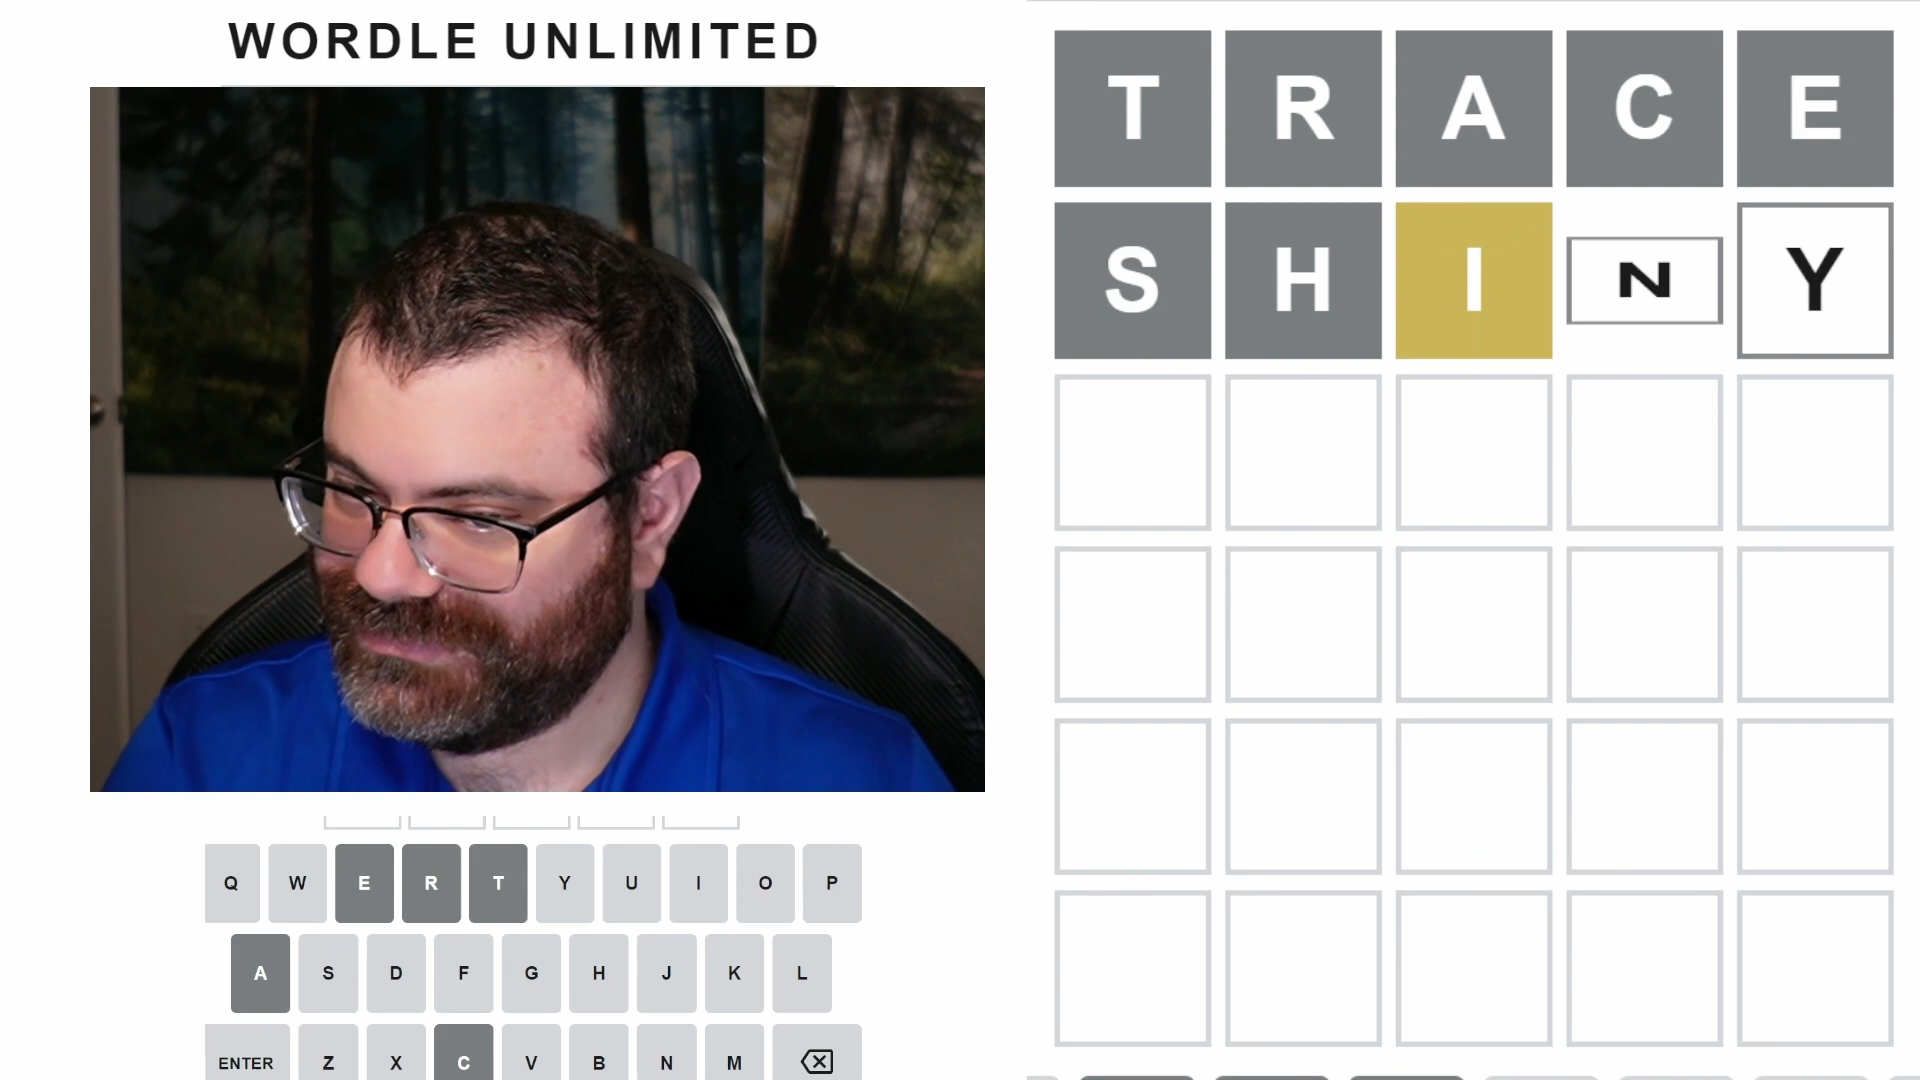 WORDLE UNLIMITED
T R A C E
S H I N Y
Q W E R T Y U I O P
A S D F G H J K L
ENTER Z X C V B N M